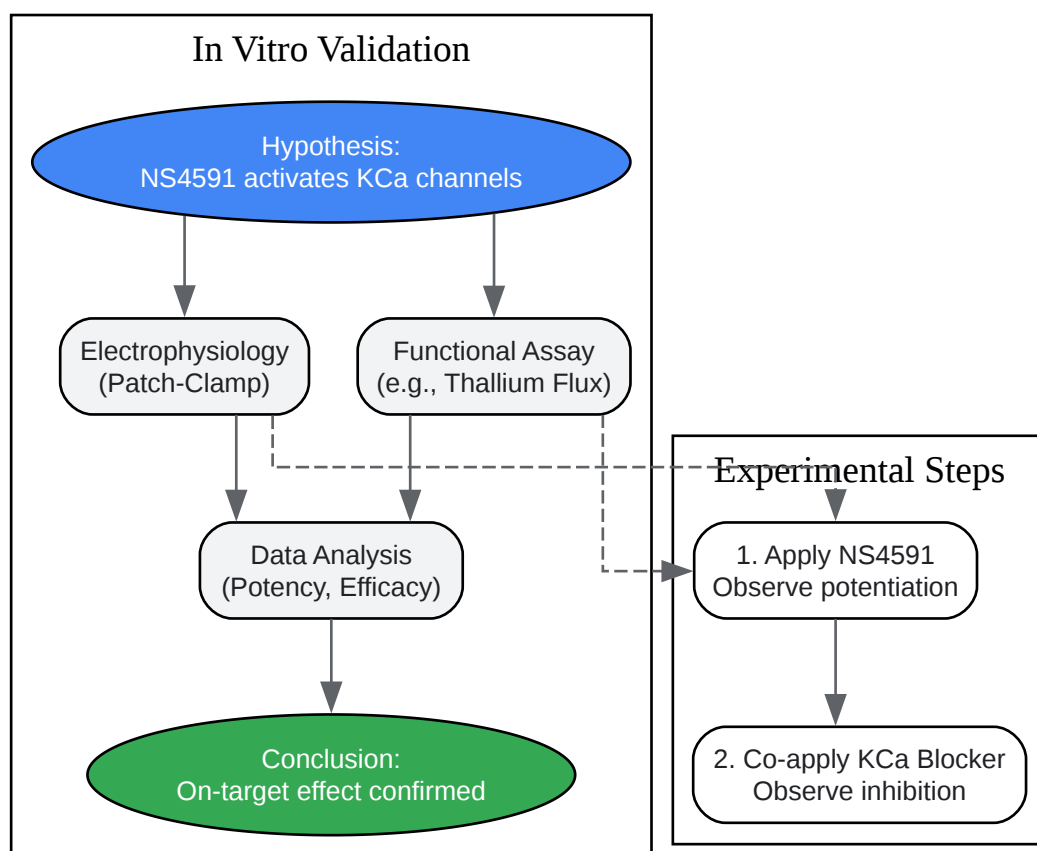 In Vitro Validation
Hypothesis:
NS4591 activates KCa channels
Electrophysiology
(Patch-Clamp)
Functional Assay
(e.g., Thallium Flux)
Data Analysis
(Potency, Efficacy)
Conclusion:
On-target effect confirmed
Experimental Steps
1. Apply NS4591
Observe potentiation
2. Co-apply KCa Blocker
Observe inhibition